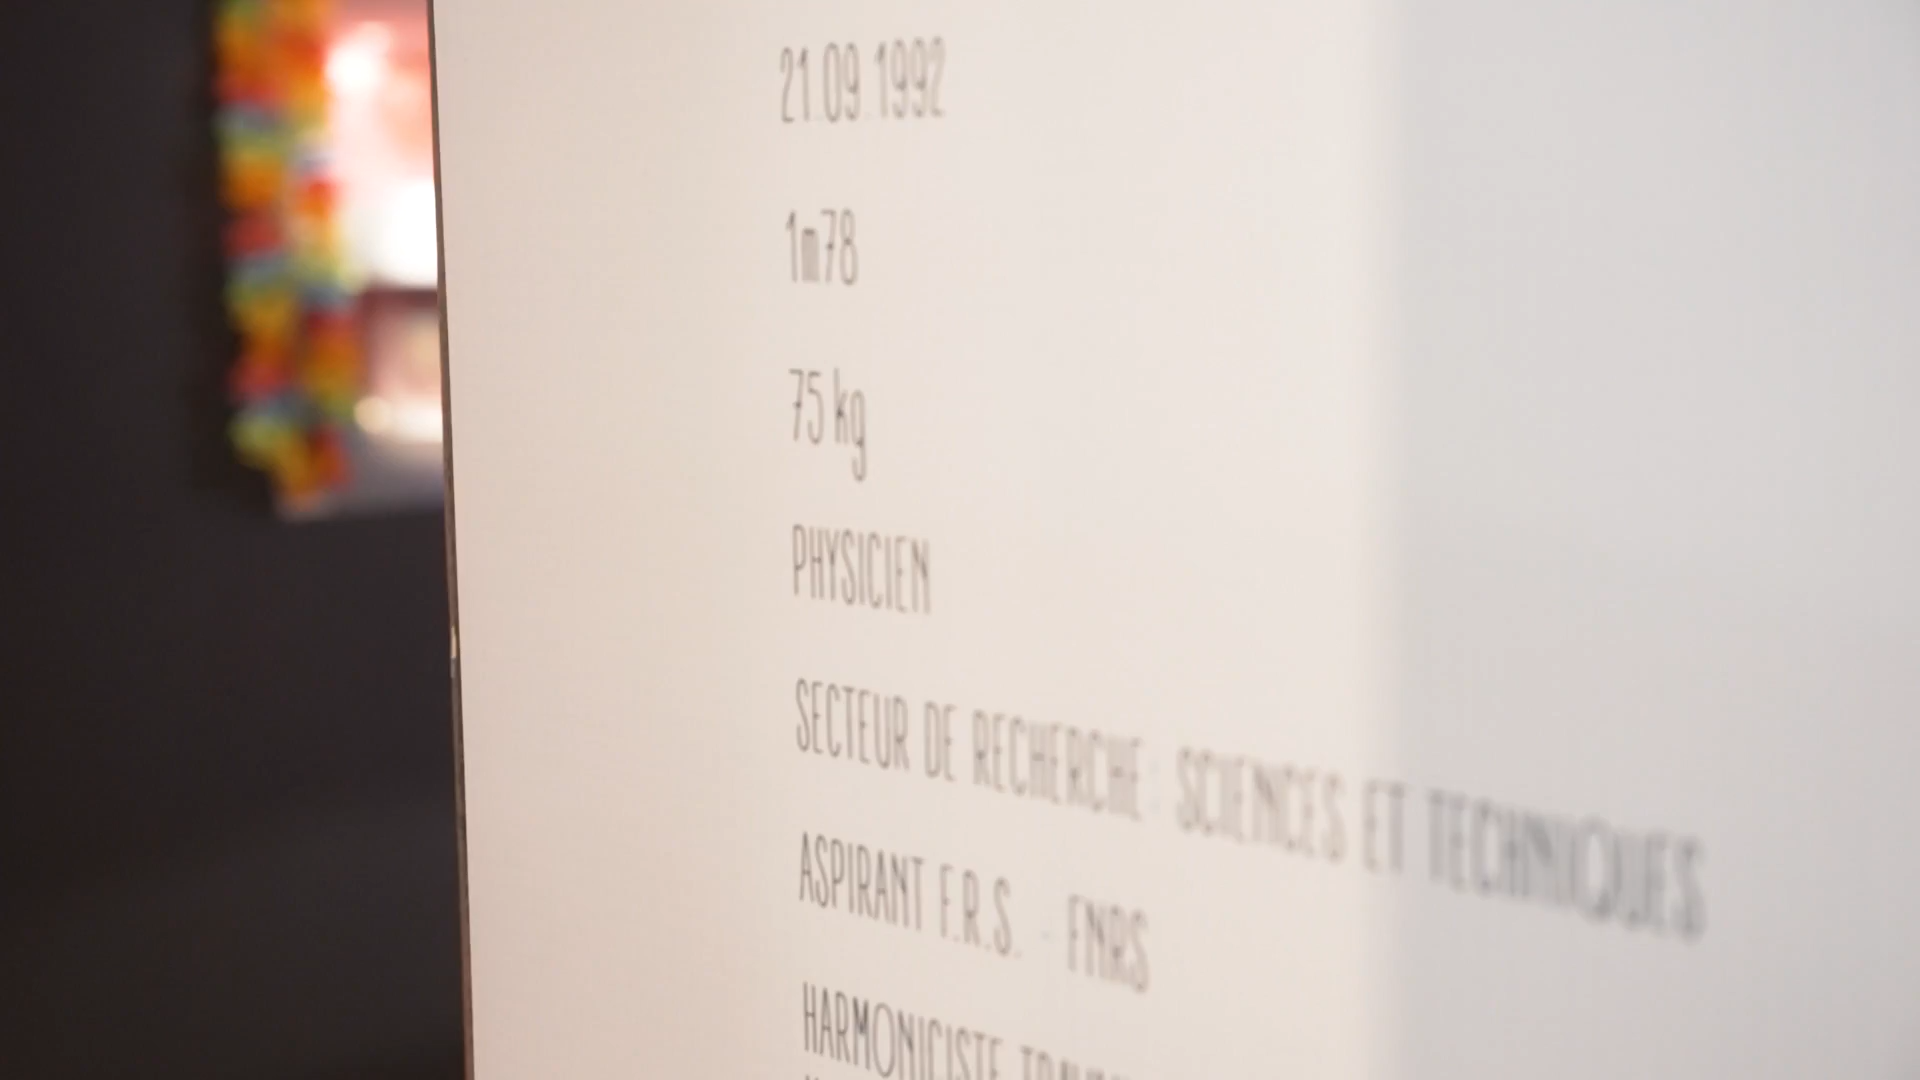 21.09.1992
1m78
75 kg
PHYSICIEN
SECTEUR DE RECHERCHE : SCIENCES ET TECHNIQUES
ASPIRANT F.R.S. - FNRS
HARMONICISTE